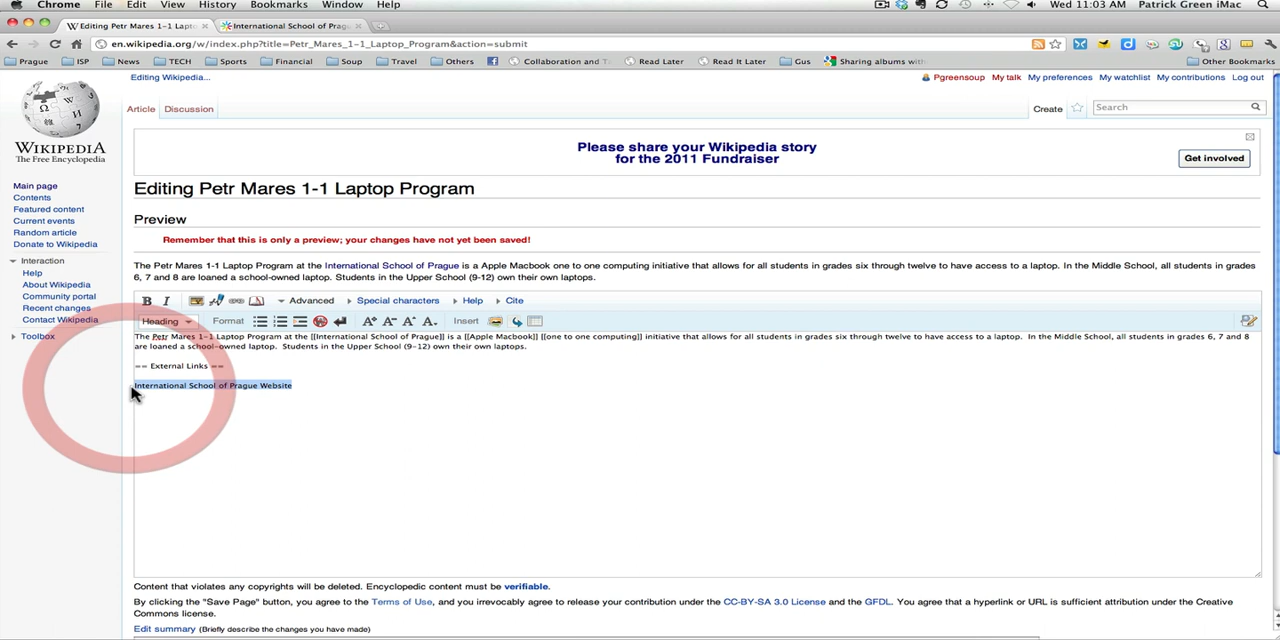 Chrome File Edit View History Bookmarks Window Help Wed 11:03 AM Patrick Green iMac
Editing Petr Mares 1-1 Lapt International School of Prag
en.wikipedia.org/w/index.php?title=Petr_Mares_1-1_Laptop_Program&action=submit
Prague ISP News TECH Sports Financial Soup Travel Others Collaboration and Read Later Read It Later Gus Sharing albums with Other Bookmarks
Editing Wikipedia... Pgreensoup My talk My preferences My watchlist My contributions Log out
Article Discussion Create Search
WIKIPEDIA
The Free Encyclopedia
Please share your Wikipedia story
for the 2011 Fundraiser
Get involved
Main page
Contents
Featured content
Current events
Random article
Donate to Wikipedia
Interaction
Help
About Wikipedia
Community portal
Recent changes
Contact Wikipedia
Toolbox
Editing Petr Mares 1-1 Laptop Program
Preview
Remember that this is only a preview; your changes have not yet been saved!
The Petr Mares 1-1 Laptop Program at the International School of Prague is a Apple Macbook one to one computing initiative that allows for all students in grades six through twelve to have access to a laptop. In the Middle School, all students in grades
6, 7 and 8 are loaned a school-owned laptop. Students in the Upper School (9-12) own their own laptops.
B I Advanced Special characters Help Cite
Heading Format A A A A Insert
The Petr Mares 1-1 Laptop Program at the [[International School of Prague]] is a [[Apple Macbook]] [[one to one computing]] initiative that allows for all students in grades six through twelve to have access to a laptop. In the Middle School, all students in grades 6, 7 and 8
are loaned a school-owned laptop. Students in the Upper School (9-12) own their own laptops.
== External Links ==
International School of Prague Website
Content that violates any copyrights will be deleted. Encyclopedic content must be verifiable.
By clicking the "Save Page" button, you agree to the Terms of Use, and you irrevocably agree to release your contribution under the CC-BY-SA 3.0 License and the GFDL. You agree that a hyperlink or URL is sufficient attribution under the Creative
Commons license.
Edit summary (Briefly describe the changes you have made)